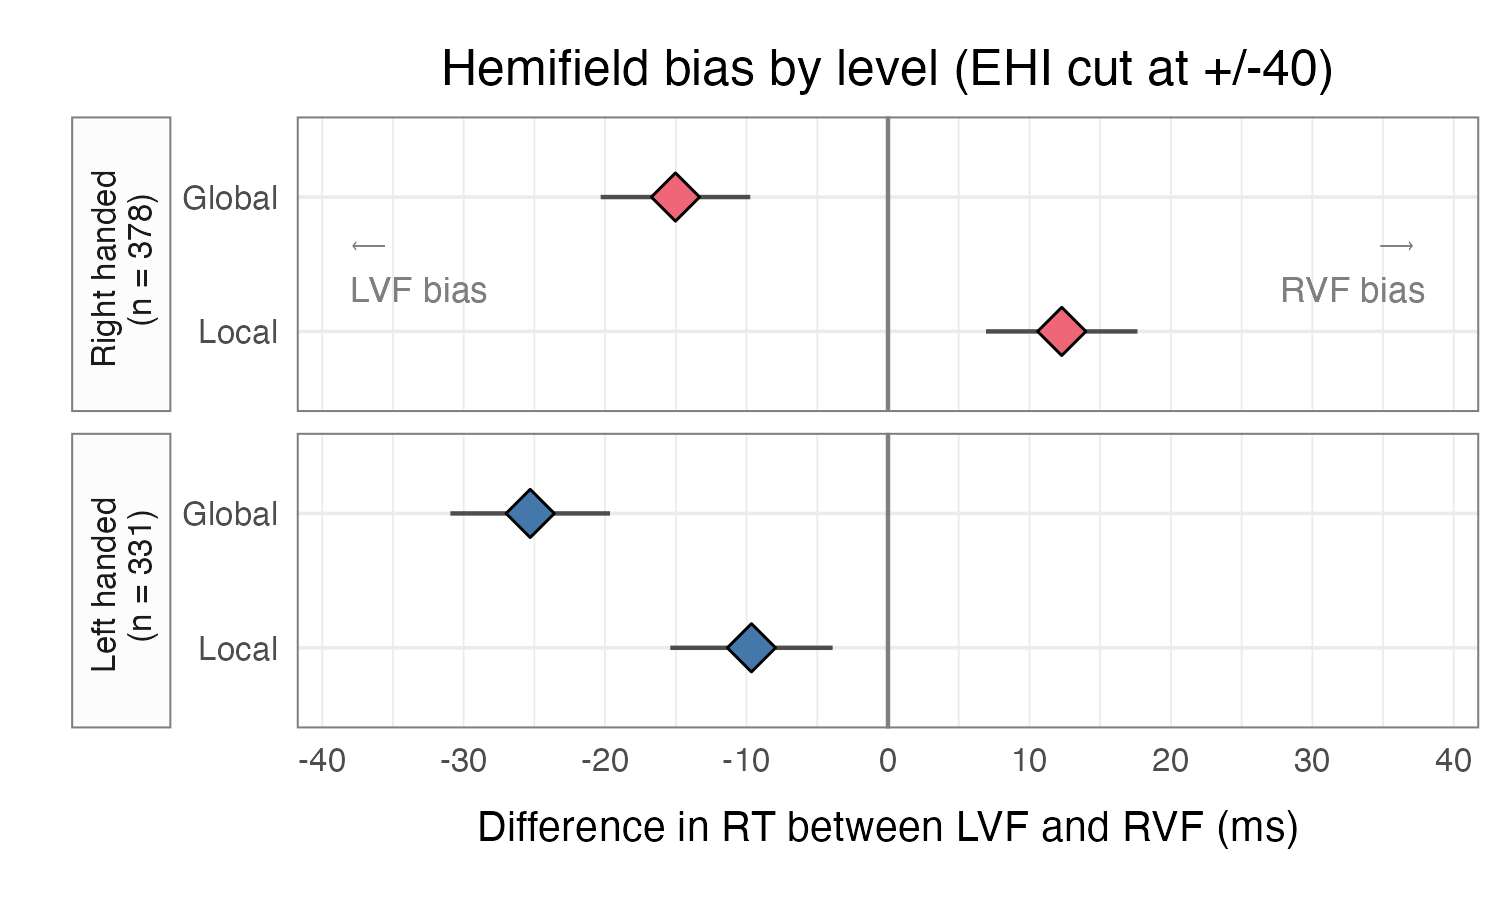 Hemifield bias by level (EHI cut at +/-40)
Right handed
(n = 378)
Global
Local
← →
LVF bias RVF bias
Left handed
(n = 331)
Global
Local
-40 -30 -20 -10 0 10 20 30 40
Difference in RT between LVF and RVF (ms)